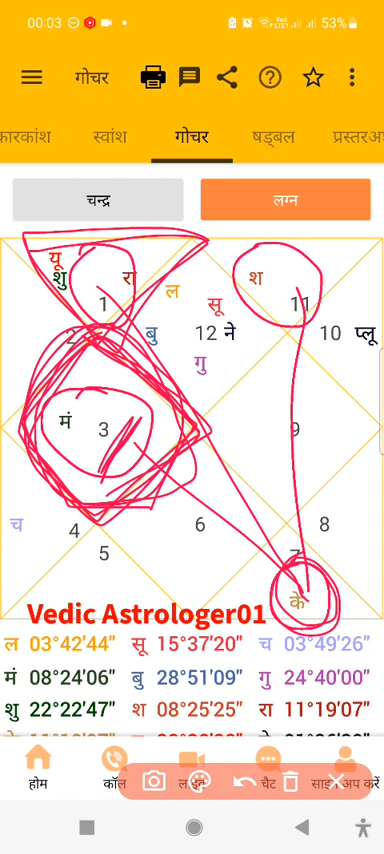 00:03 53%
गोचर
कारकांश स्वांश गोचर षड्बल प्रस्तरअ
चन्द्र लग्न
यू
शु रा ल सू श
1 11
2 बु 12 ने 10 प्लू
गु
मं 3 9
च 4 6 8
5 7
के
Vedic Astrologer01
ल 03°42'44" सू 15°37'20" च 03°49'26"
मं 08°24'06" बु 28°51'09" गु 24°40'00"
शु 22°22'47" श 08°25'25" रा 11°19'07"
होम कॉल चैट साइन अप करें